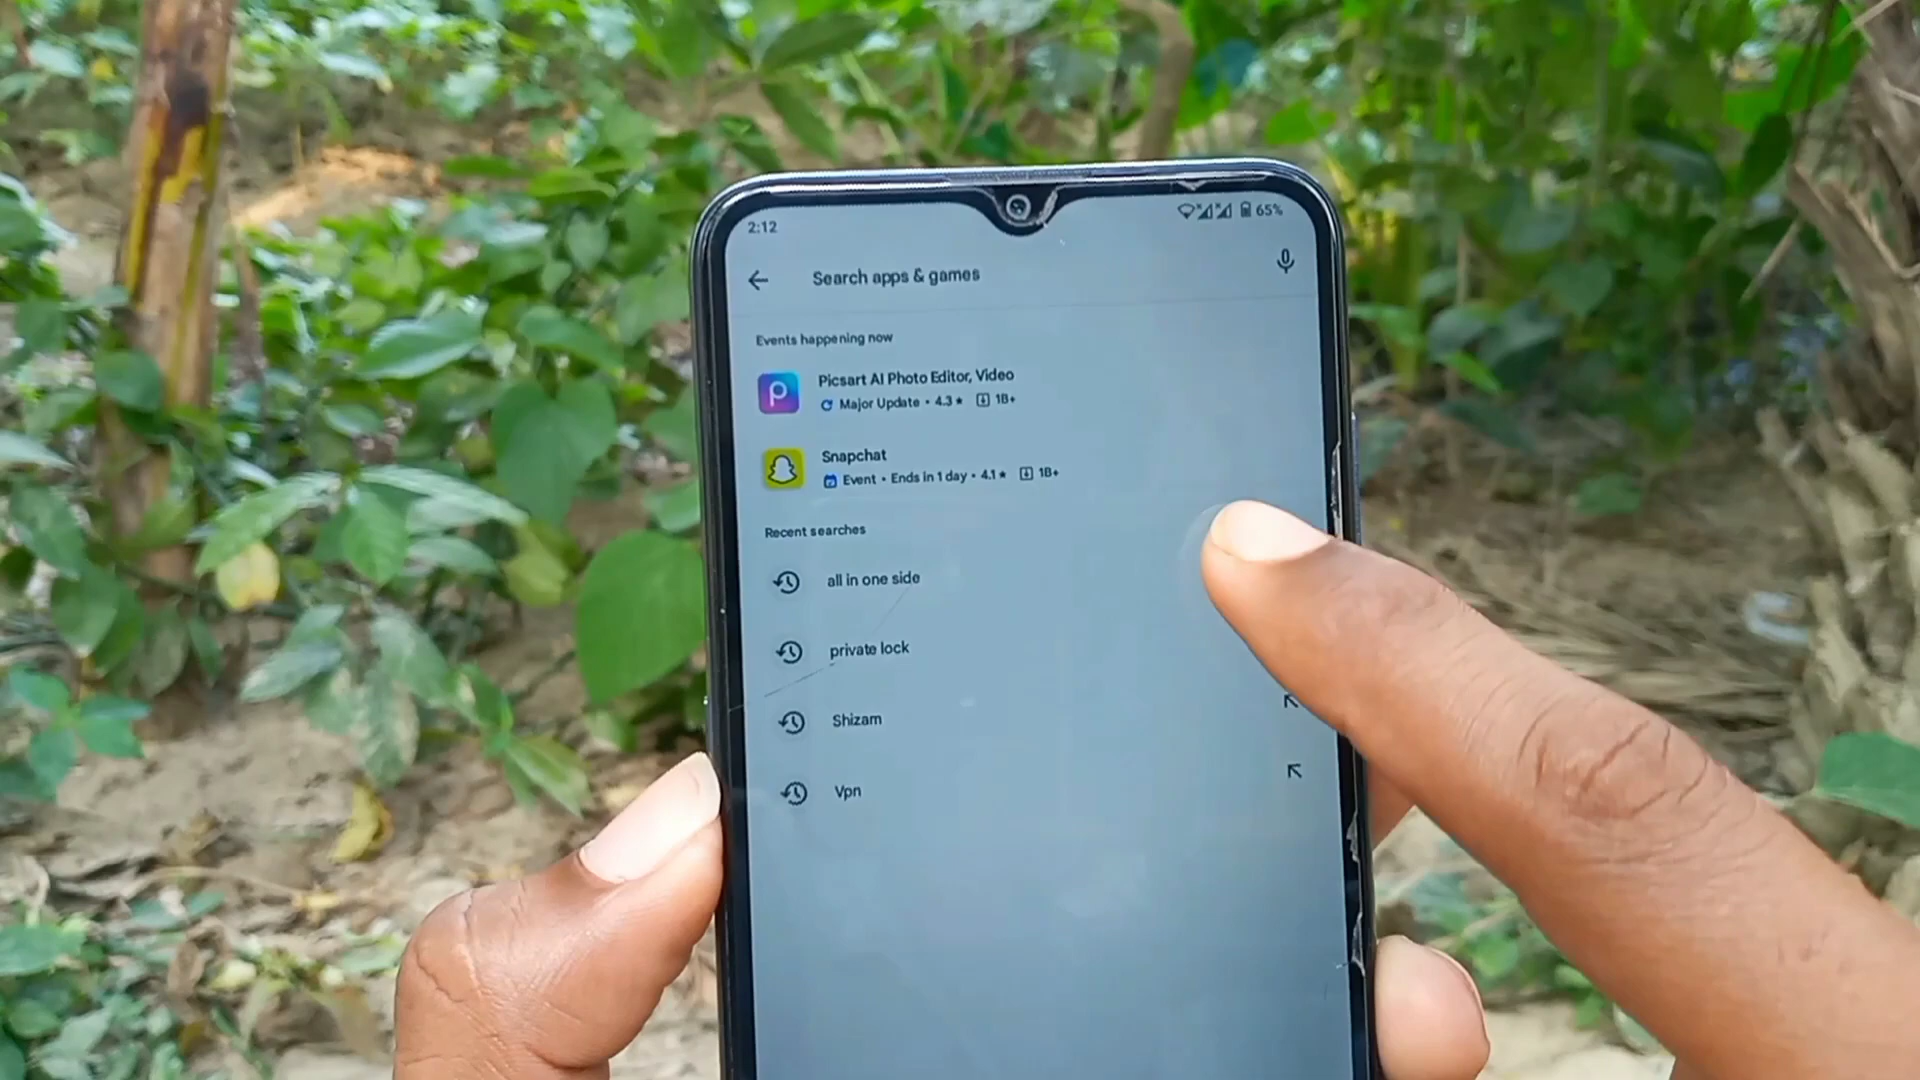 2:12
65%
Search apps & games
Events happening now
Picsart AI Photo Editor, Video
Major Update • 4.3★ 1B+
Snapchat
Event • Ends in 1 day • 4.1★ 1B+
Recent searches
all in one side
private lock
Shizam
Vpn